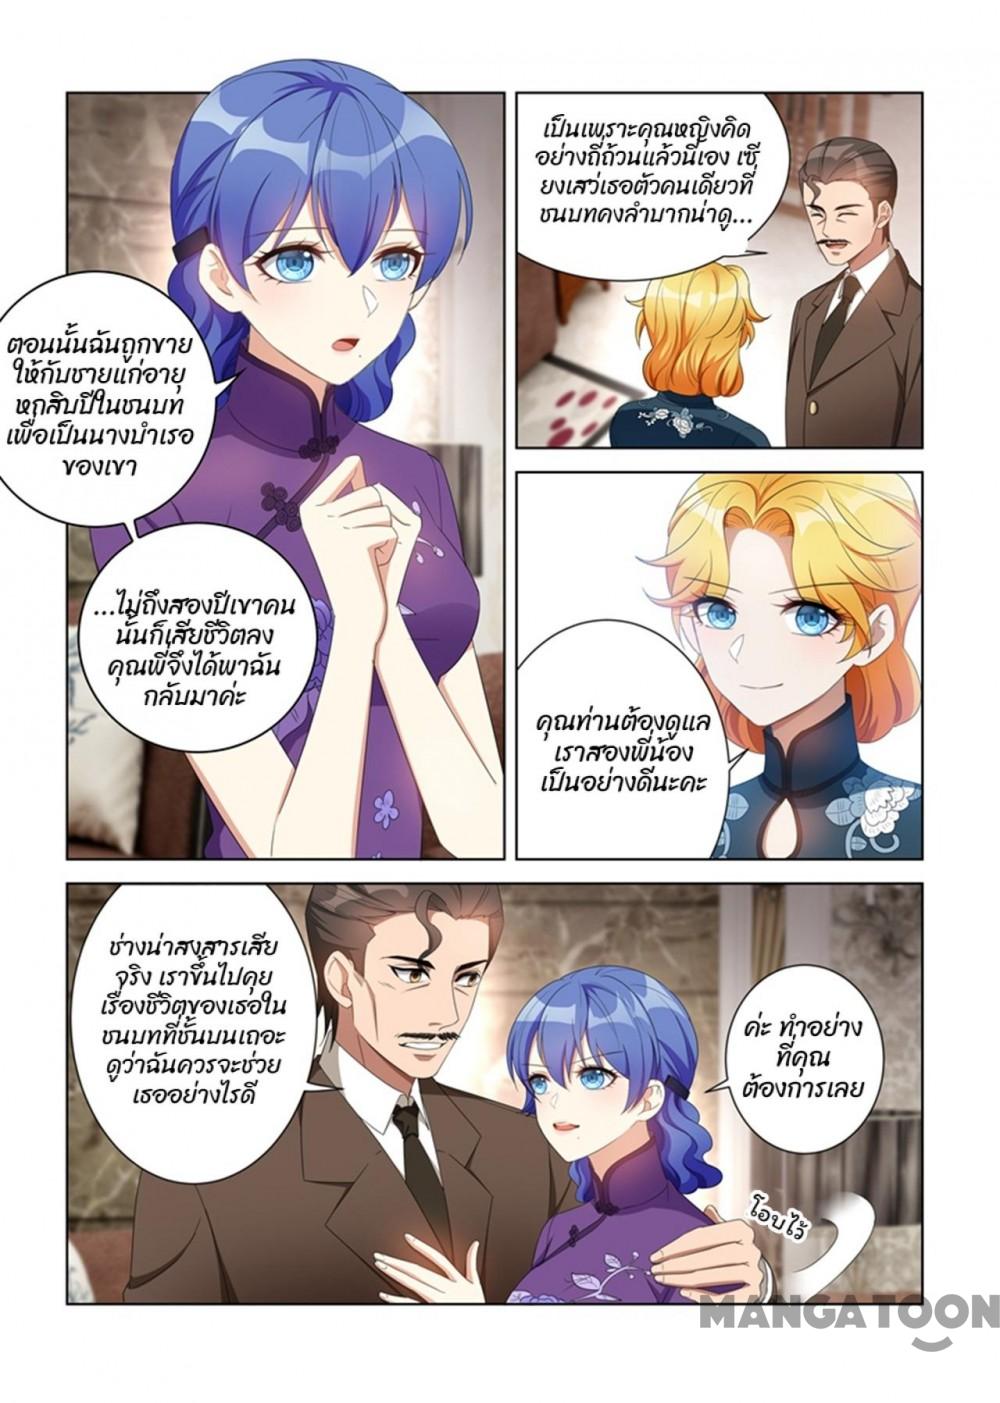 ตอนนั้นฉันถูกขาย
ให้กับชายแก่อายุ
หกสิบปีในชนบท
เพื่อเป็นนางบำเรอ
ของเขา
...ไม่ถึงสองปีเขาคน
นั้นก็เสียชีวิตลง
คุณพี่จึงได้พาฉัน
กลับมาค่ะ
เป็นเพราะคุณหญิงคิด
อย่างถี่ถ้วนแล้วนี่เอง เซี
ยงเสว่เธอตัวคนเดียวที่
ชนบทคงลำบากน่าดู...
คุณท่านต้องดูแล
เราสองพี่น้อง
เป็นอย่างดีนะคะ
ช่างน่าสงสารเสีย
จริง เราขึ้นไปคุย
เรื่องชีวิตของเธอใน
ชนบทที่ชั้นบนเถอะ
ดูว่าฉันควรจะช่วย
เธออย่างไรดี
ค่ะ ทำอย่าง
ที่คุณ
ต้องการเลย
โอบไว้
MANGATOON